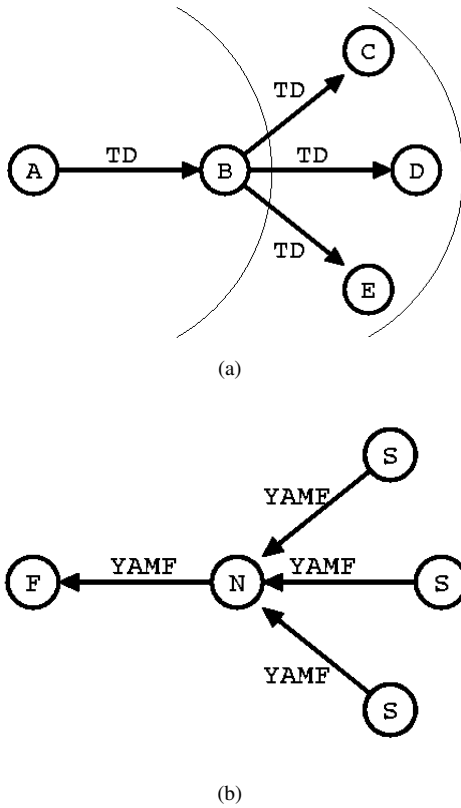 C
TD
A TD B TD D
TD
E
(a)
S
YAMF
F YAMF N YAMF S
YAMF
S
(b)